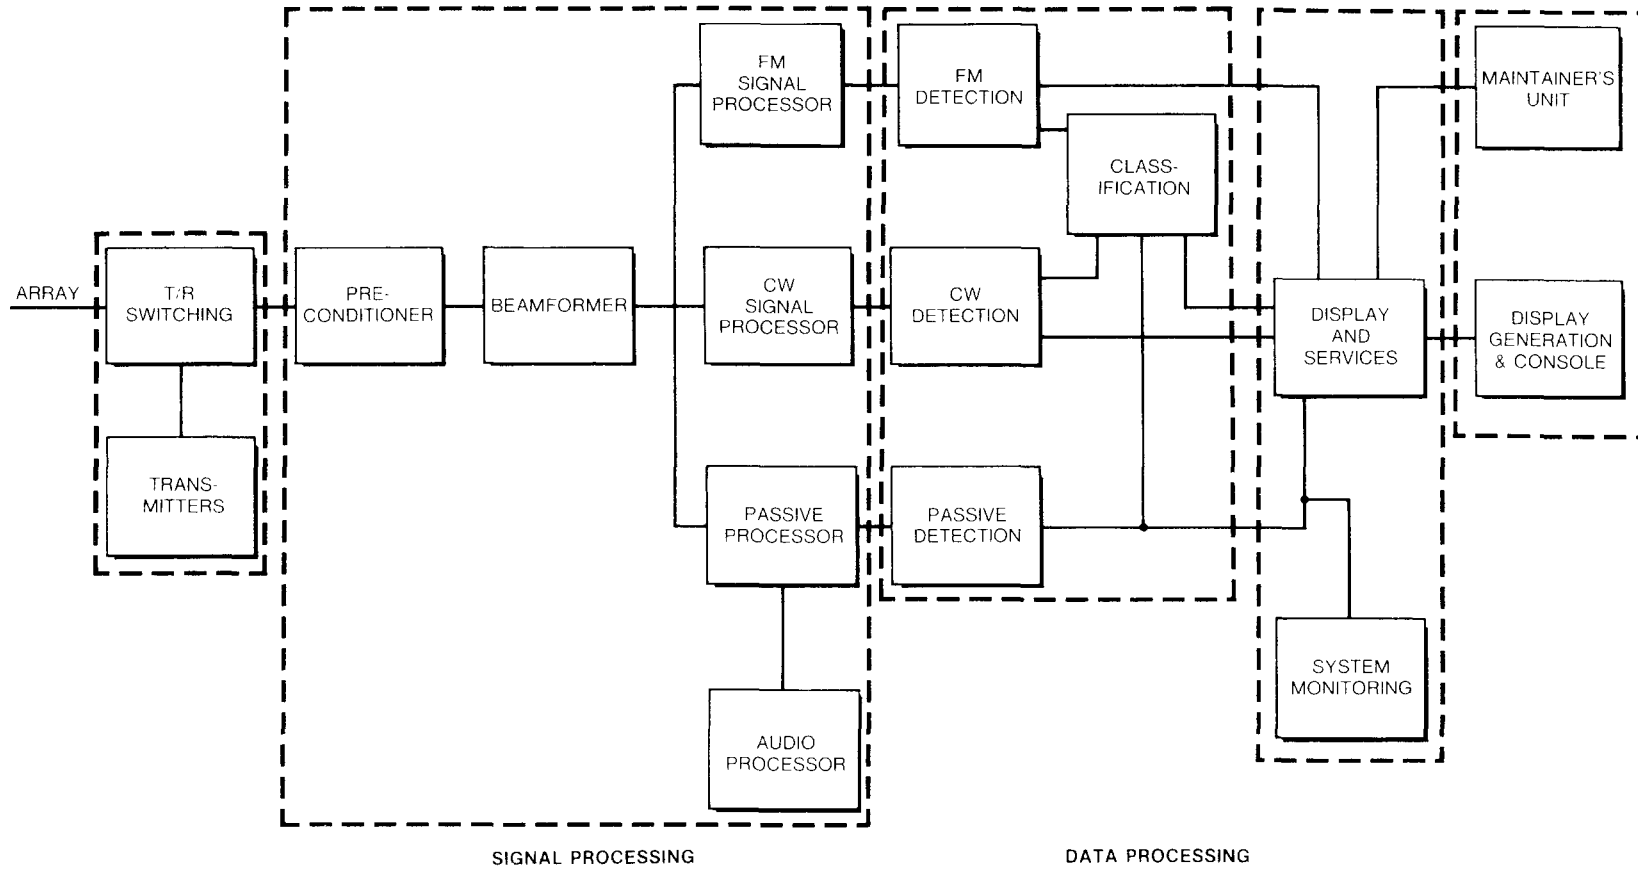 FM
SIGNAL
PROCESSOR
FM
DETECTION
MAINTAINER'S
UNIT
CLASS-
IFICATION
ARRAY
T/R
SWITCHING
PRE-
CONDITIONER
BEAMFORMER
CW
SIGNAL
PROCESSOR
CW
DETECTION
DISPLAY
AND
SERVICES
DISPLAY
GENERATION
& CONSOLE
TRANS-
MITTERS
PASSIVE
PROCESSOR
PASSIVE
DETECTION
SYSTEM
MONITORING
AUDIO
PROCESSOR
SIGNAL PROCESSING
DATA PROCESSING